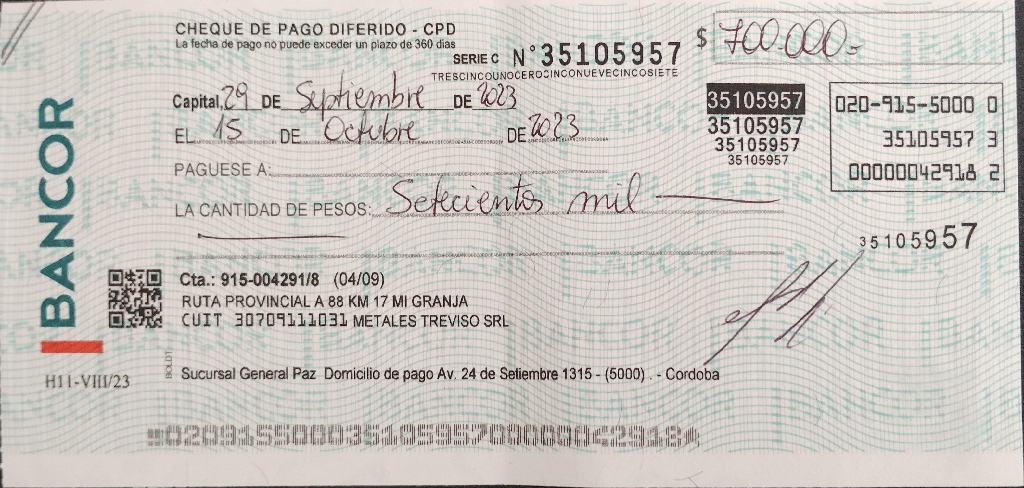 CHEQUE DE PAGO DIFERIDO - CPD
La fecha de pago no puede exceder un plazo de 360 días
SERIE C N° 35105957
TRESCINCOUNOCEROCINCONUEVECINCOSIETE
$ 700.000.-
Capital, 29 DE Septiembre DE 2023
EL 15 DE Octubre DE 2023
PAGUESE A:
LA CANTIDAD DE PESOS: Setecientos mil
35105957
35105957
35105957
35105957
020-915-5000 0
35105957 3
00000042918 2
35105957
BANCOR
Cta.: 915-004291/8 (04/09)
RUTA PROVINCIAL A 88 KM 17 MI GRANJA
CUIT 30709111031 METALES TREVISO SRL
BOLDT
H11-VIII/23
Sucursal General Paz Domicilio de pago Av. 24 de Setiembre 1315 - (5000) . - Cordoba